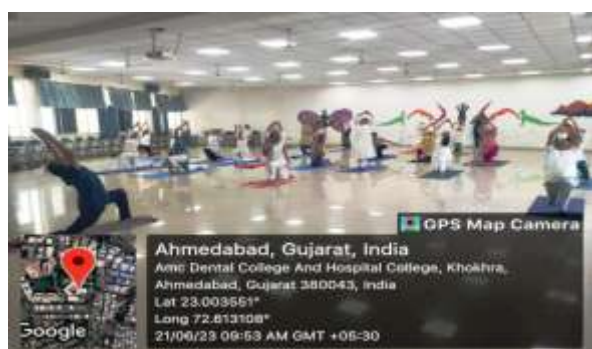 GPS Map Camera
Ahmedabad, Gujarat, India
Amc Dental College And Hospital College, Khokhra,
Ahmedabad, Gujarat 380043, India
Lat 23.003551°
Long 72.613108°
21/06/23 09:53 AM GMT +05:30
Google